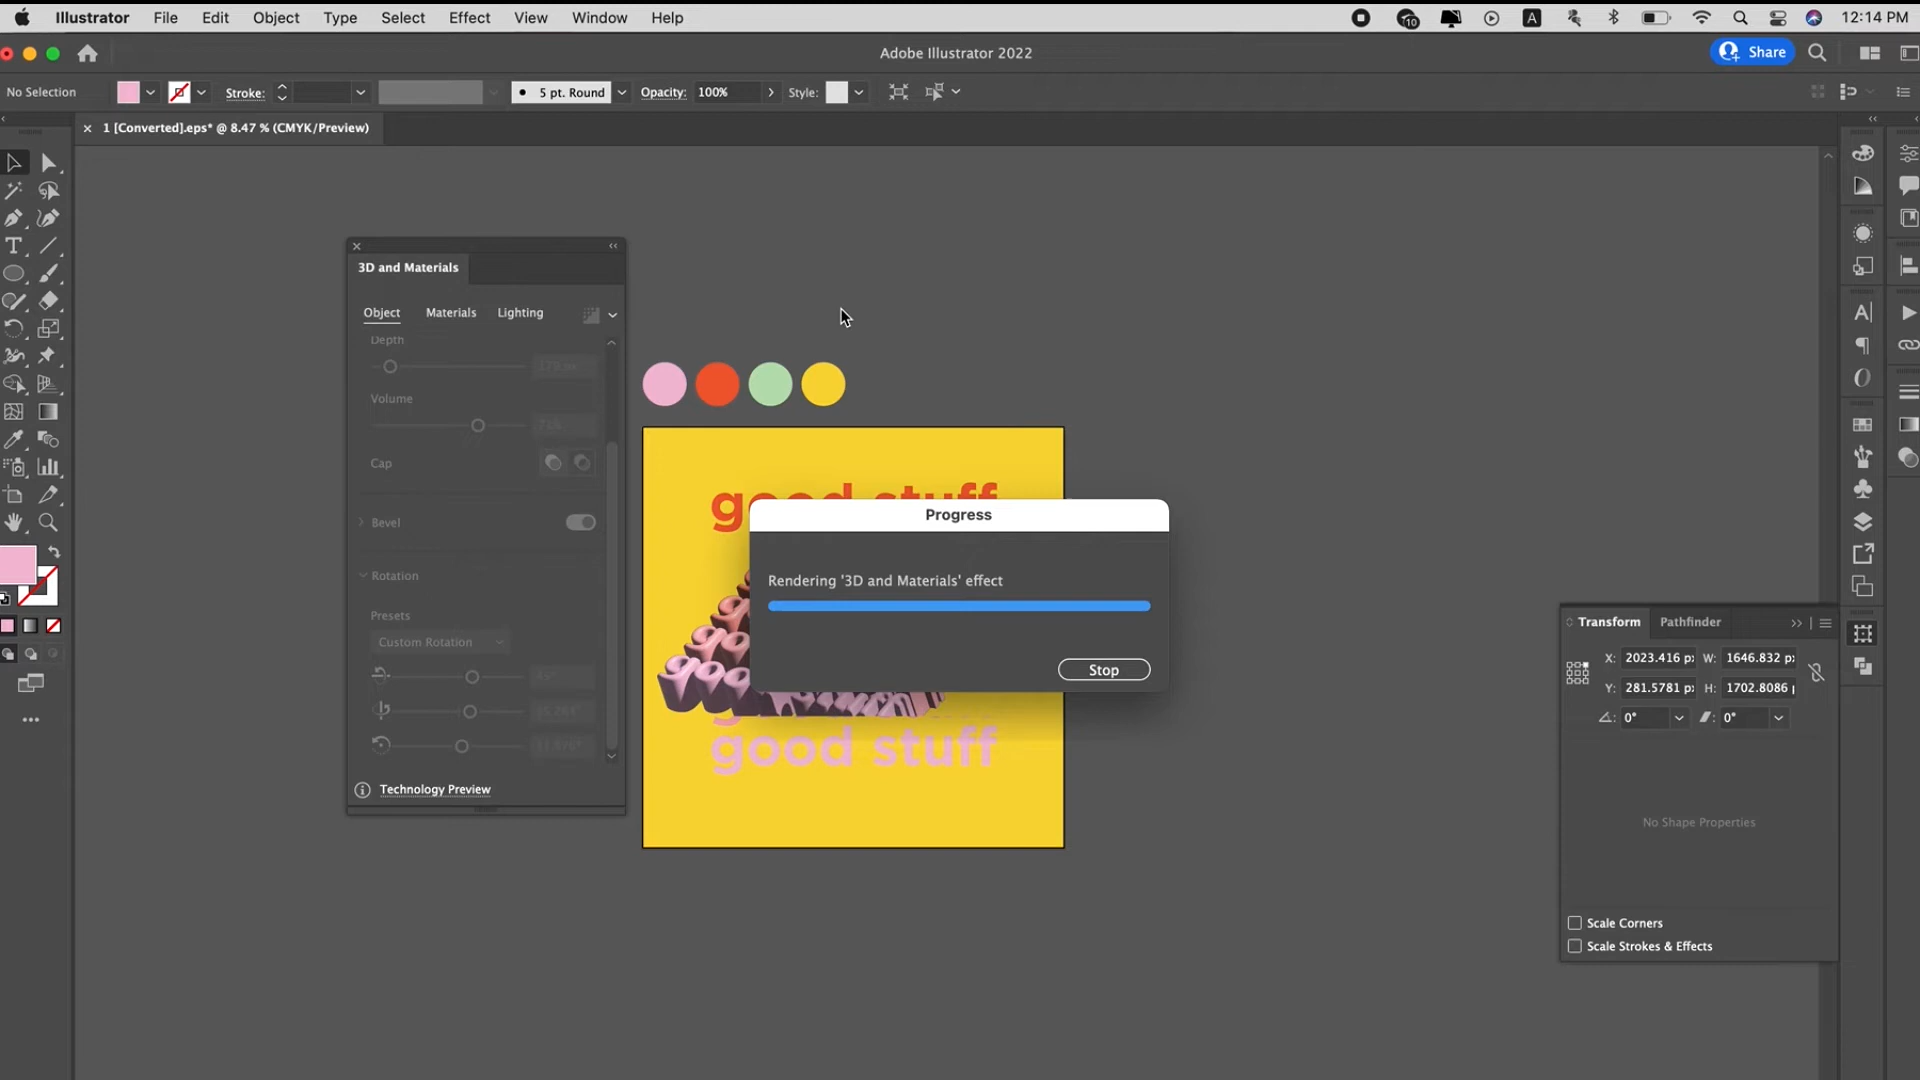 Illustrator File Edit Object Type Select Effect View Window Help 10 A 12:14 PM
Adobe Illustrator 2022 Share
No Selection Stroke: 5 pt. Round Opacity: 100% Style:
1 [Converted].eps* @ 8.47 % (CMYK/Preview)
3D and Materials
Object Materials Lighting
Depth
Volume
Cap
Bevel
Rotation
Presets
Custom Rotation
Technology Preview
good stuff
Progress
Rendering '3D and Materials' effect
Stop
good stuff
Transform Pathfinder
X: 2023.416 px W: 1646.832 px
Y: 281.5781 px H: 1702.8086
0° 0°
No Shape Properties
Scale Corners
Scale Strokes & Effects